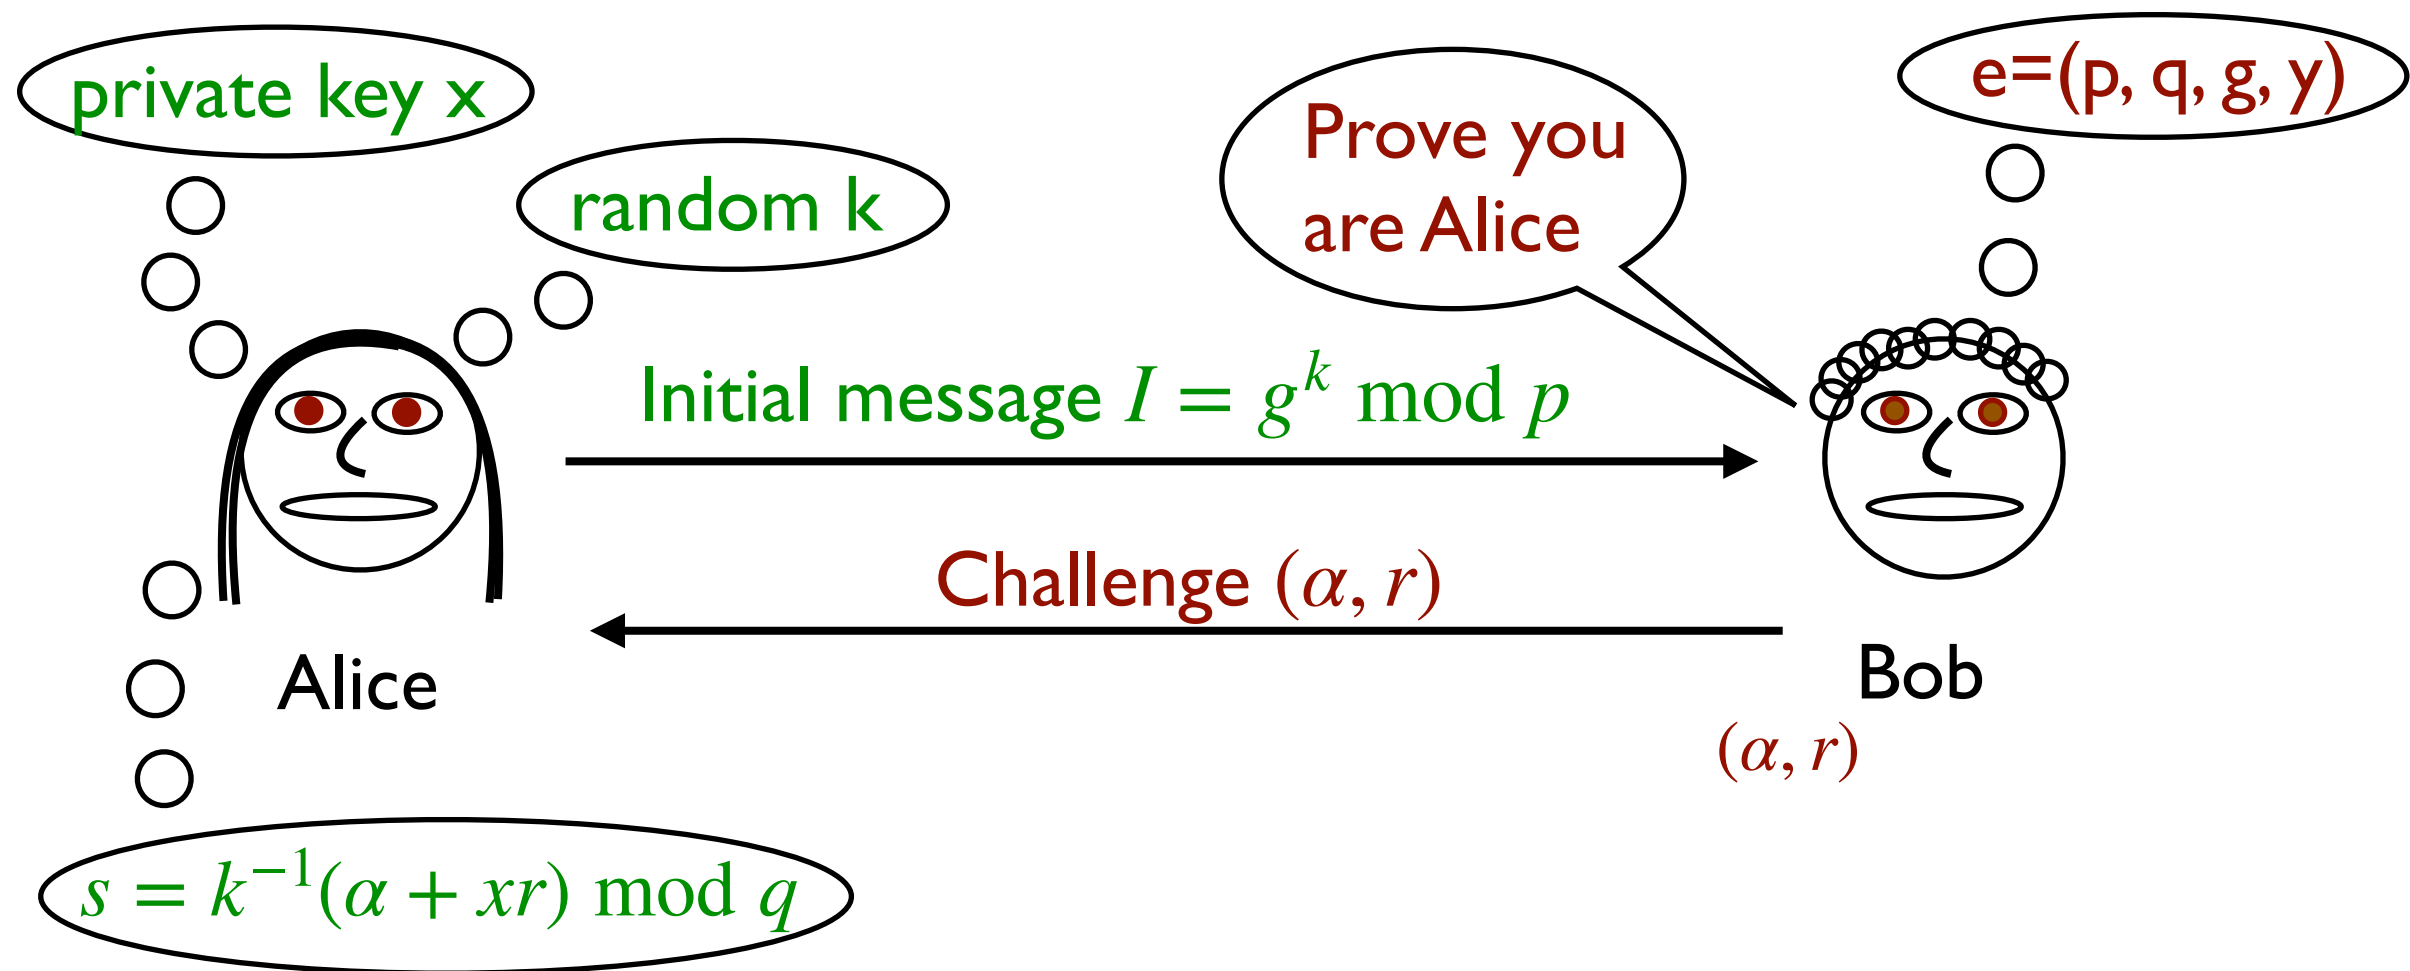 private key x
random k
Prove you
are Alice
e=(p, q, g, y)
Initial message I = g^k mod p
Challenge (α, r)
Alice
Bob
(α, r)
s = k^{-1}(α + xr) mod q